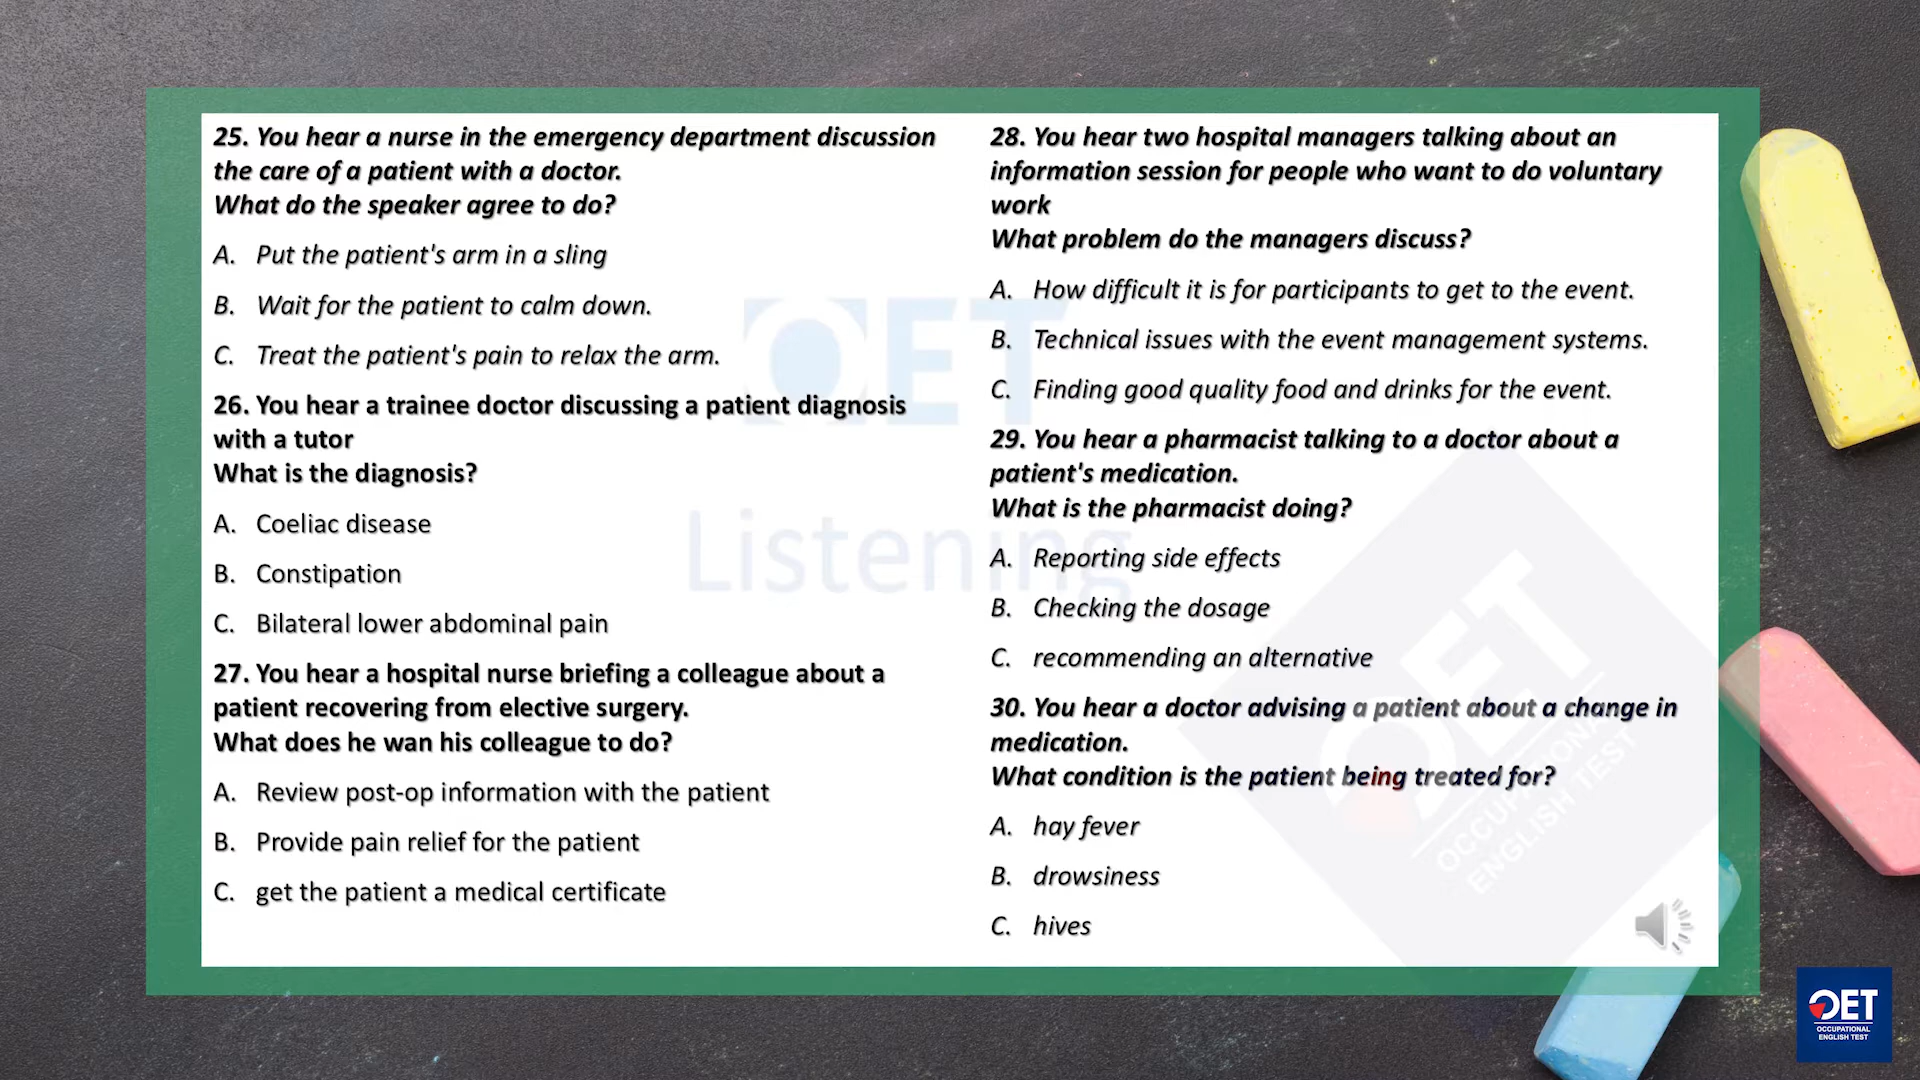 25. You hear a nurse in the emergency department discussion
the care of a patient with a doctor.
What do the speaker agree to do?
A. Put the patient's arm in a sling
B. Wait for the patient to calm down.
C. Treat the patient's pain to relax the arm.
26. You hear a trainee doctor discussing a patient diagnosis
with a tutor
What is the diagnosis?
A. Coeliac disease
B. Constipation
C. Bilateral lower abdominal pain
27. You hear a hospital nurse briefing a colleague about a
patient recovering from elective surgery.
What does he wan his colleague to do?
A. Review post-op information with the patient
B. Provide pain relief for the patient
C. get the patient a medical certificate
28. You hear two hospital managers talking about an
information session for people who want to do voluntary
work
What problem do the managers discuss?
A. How difficult it is for participants to get to the event.
B. Technical issues with the event management systems.
C. Finding good quality food and drinks for the event.
29. You hear a pharmacist talking to a doctor about a
patient's medication.
What is the pharmacist doing?
A. Reporting side effects
B. Checking the dosage
C. recommending an alternative
30. You hear a doctor advising a patient about a change in
medication.
What condition is the patient being treated for?
A. hay fever
B. drowsiness
C. hives
OET
Listening
OET
OCCUPATIONAL
ENGLISH TEST
OET
OCCUPATIONAL
ENGLISH TEST